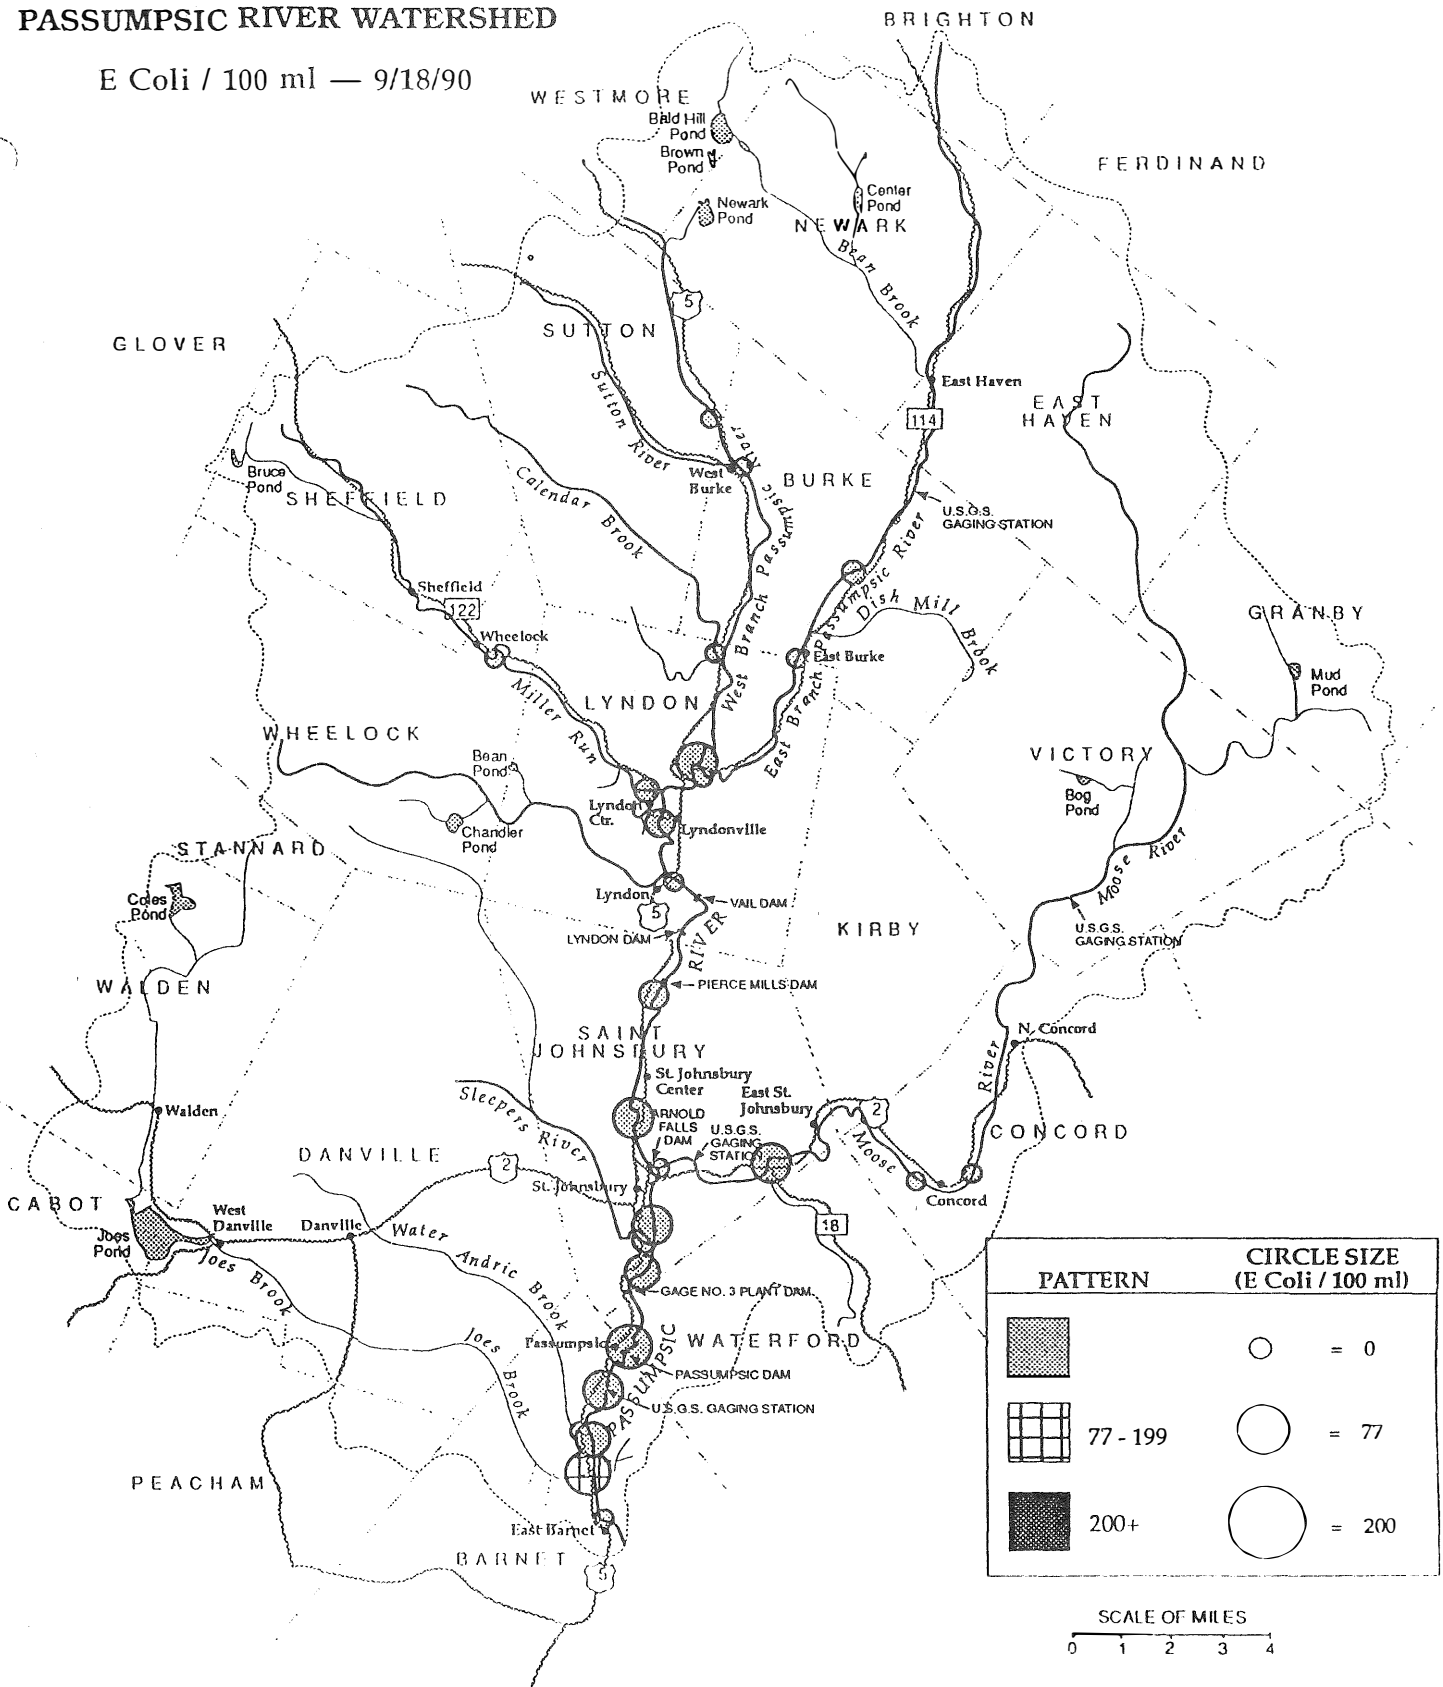 PASSUMPSIC RIVER WATERSHED
E Coli / 100 ml — 9/18/90
BRIGHTON
WESTMORE
Bald Hill
Pond
Brown
Pond
FERDINAND
Newark
Pond
Center
Pond
NEWARK
Bean Brook
5
SUTTON
GLOVER
Sutton River
East Haven
EAST
HAVEN
114
River
West
Burke
BURKE
Bruce
Pond
SHEFFIELD
Calendar Brook
U.S.G.S.
GAGING STATION
West Branch Passumpsic
East Branch Passumpsic River
Dish Mill Brook
Sheffield
122
GRANBY
Wheelock
East Burke
Mud
Pond
Miller Run
LYNDON
WHEELOCK
Bean
Pond
VICTORY
Bog
Pond
Lyndon
Ctr.
Lyndonville
Chandler
Pond
STANNARD
Moose River
Coles
Pond
Lyndon
5
VAIL DAM
KIRBY
U.S.G.S.
GAGING STATION
LYNDON DAM
RIVER
WALDEN
PIERCE MILLS DAM
SAINT
JOHNSBURY
N. Concord
River
St. Johnsbury
Center
East St.
Johnsbury
Sleepers River
Walden
ARNOLD
FALLS
DAM
U.S.G.S.
GAGING
STATION
2
Moose
CONCORD
DANVILLE
2
St. Johnsbury
Concord
CABOT
West
Danville
Danville
Water Andric Brook
18
Joes
Pond
Joes Brook
GAGE NO. 3 PLANT DAM
Passumpsic
WATERFORD
Joes Brook
PASSUMPSIC
PASSUMPSIC DAM
U.S.G.S. GAGING STATION
PEACHAM
East Barnet
BARNET
5
PATTERN
CIRCLE SIZE
(E Coli / 100 ml)
= 0
77 - 199
= 77
200+
= 200
SCALE OF MILES
0 1 2 3 4